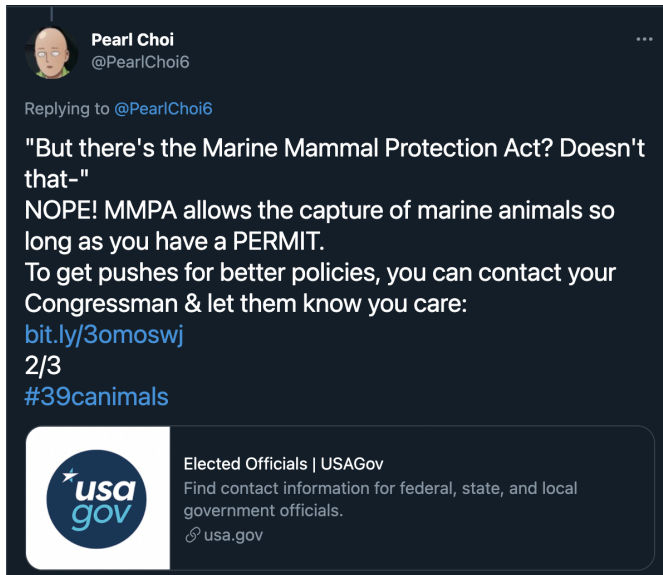 Pearl Choi
@PearlChoi6
Replying to @PearlChoi6
"But there's the Marine Mammal Protection Act? Doesn't
that-"
NOPE! MMPA allows the capture of marine animals so
long as you have a PERMIT.
To get pushes for better policies, you can contact your
Congressman & let them know you care:
bit.ly/3omoswj
2/3
#39canimals
usa
gov
Elected Officials | USAGov
Find contact information for federal, state, and local
government officials.
usa.gov